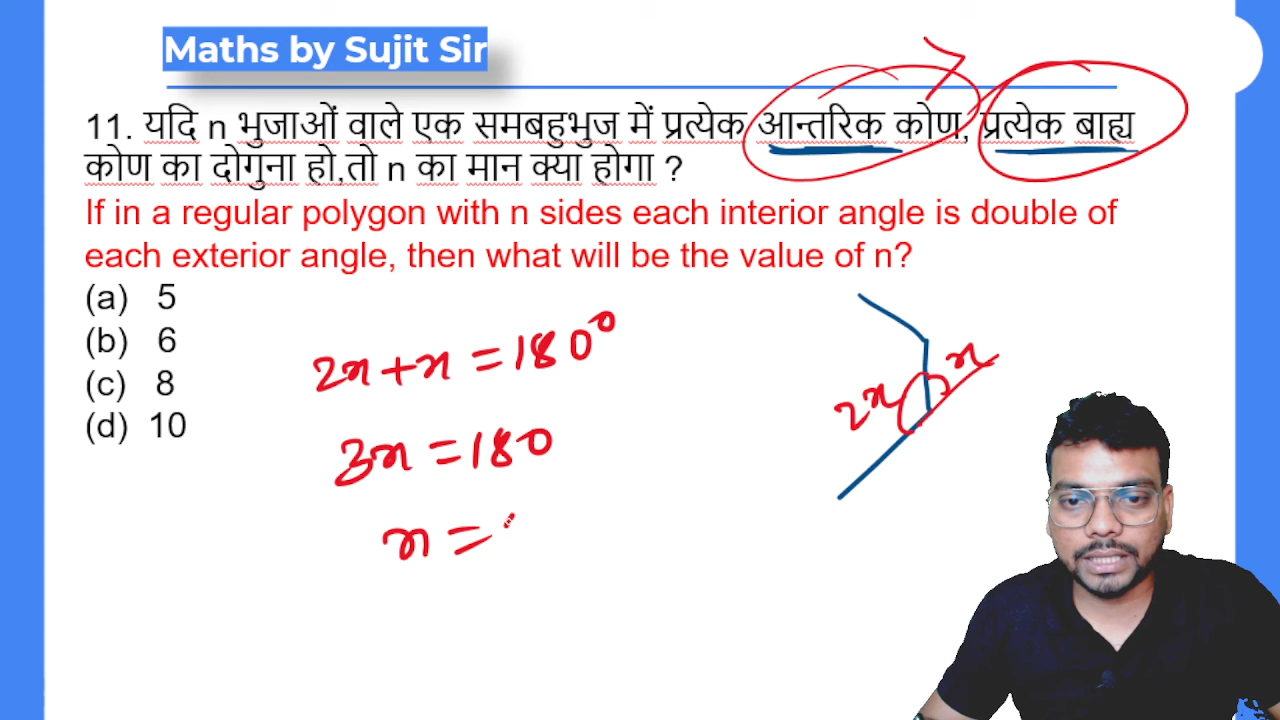 Maths by Sujit Sir
11. यदि n भुजाओं वाले एक समबहुभुज में प्रत्येक आन्तरिक कोण, प्रत्येक बाह्य
कोण का दोगुना हो,तो n का मान क्या होगा ?
If in a regular polygon with n sides each interior angle is double of
each exterior angle, then what will be the value of n?
(a) 5
(b) 6
(c) 8
(d) 10
2x+x=180°
3x=180
x=
2x
x